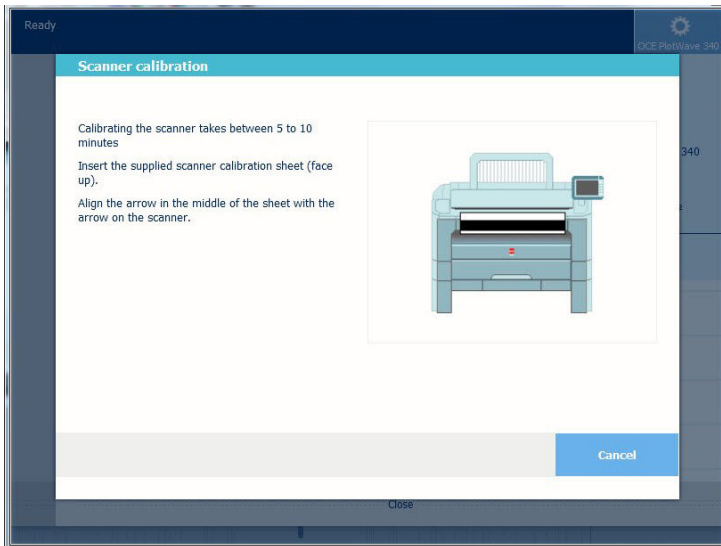 Ready
OCE PlotWave 340
Scanner calibration
Calibrating the scanner takes between 5 to 10
minutes
Insert the supplied scanner calibration sheet (face
up).
Align the arrow in the middle of the sheet with the
arrow on the scanner.
340
Cancel
Close